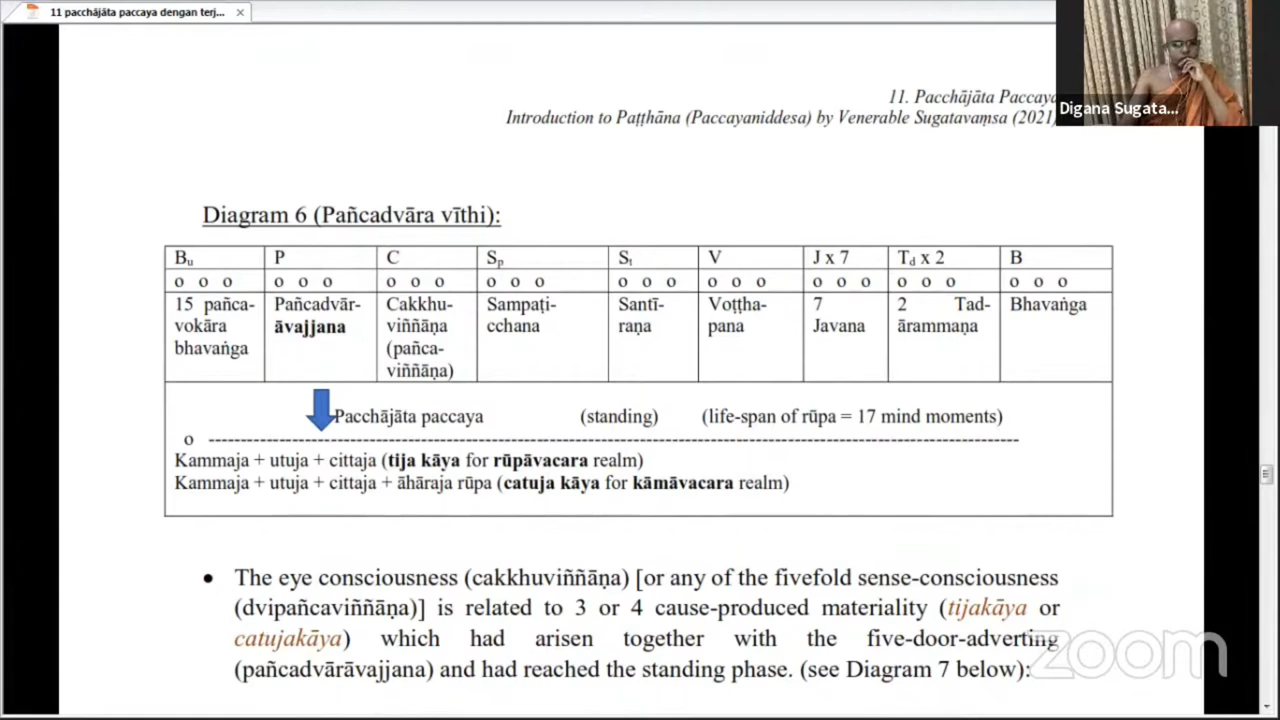 11 pacchājāta paccaya dengan terj...
11. Pacchājāta Paccaya
Introduction to Paṭṭhāna (Paccayaniddesa) by Venerable Sugatavaṃsa (2021)
Digana Sugata...
Diagram 6 (Pañcadvāra vīthi):
Bu P C Sp St V J x 7 Td x 2 B
o o o o o o o o o o o o o o o o o o o o o o o o o o o
15 pañca- Pañcadvār- Cakkhu- Sampaṭi- Santī- Voṭṭha- 7 2 Tad- Bhavaṅga
vokāra āvajjana viññāṇa cchana raṇa pana Javana ārammaṇa
bhavaṅga (pañca-
viññāṇa)
Pacchājāta paccaya (standing) (life-span of rūpa = 17 mind moments)
o ---------------------------------------------------------------------------------------------------------------
Kammaja + utuja + cittaja (tija kāya for rūpāvacara realm)
Kammaja + utuja + cittaja + āhāraja rūpa (catuja kāya for kāmāvacara realm)
• The eye consciousness (cakkhuviññāṇa) [or any of the fivefold sense-consciousness
(dvipañcaviññāṇa)] is related to 3 or 4 cause-produced materiality (tijakāya or
catujakāya) which had arisen together with the five-door-adverting
(pañcadvārāvajjana) and had reached the standing phase. (see Diagram 7 below):
zoom